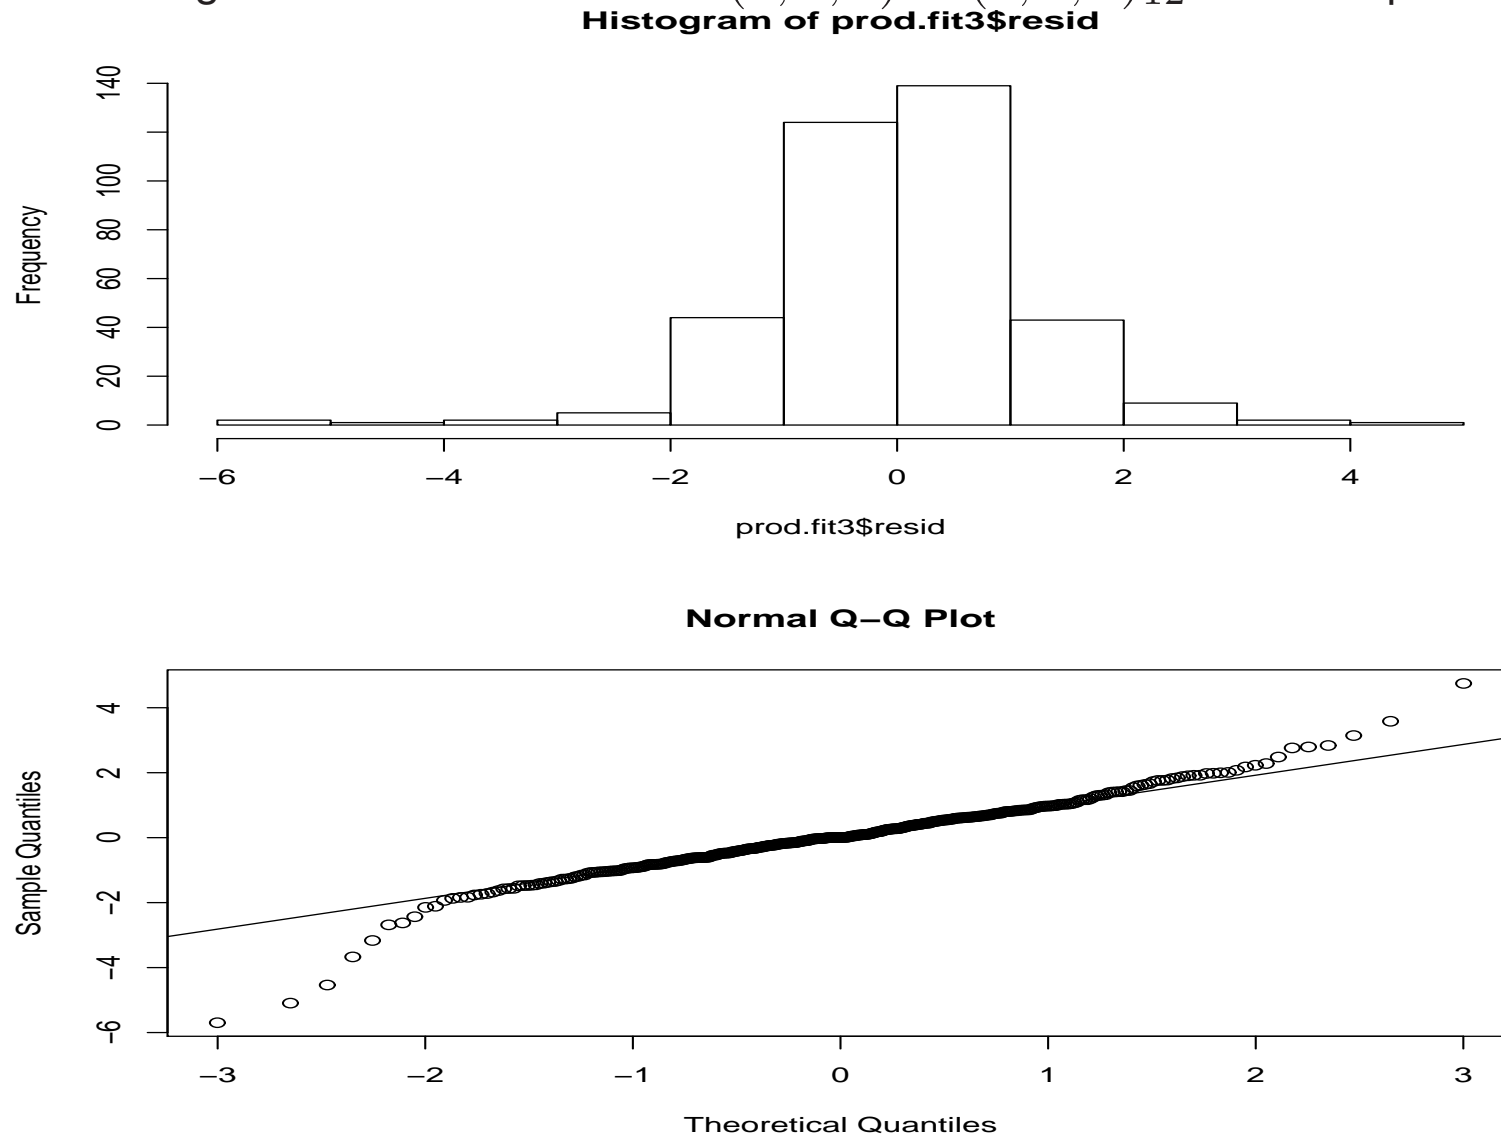 Histogram of prod.fit3$resid
140
100
80
60
40
20
0
Frequency
−6 −4 −2 0 2 4
prod.fit3$resid
Normal Q−Q Plot
4
2
0
−2
−4
−6
Sample Quantiles
−3 −2 −1 0 1 2 3
Theoretical Quantiles